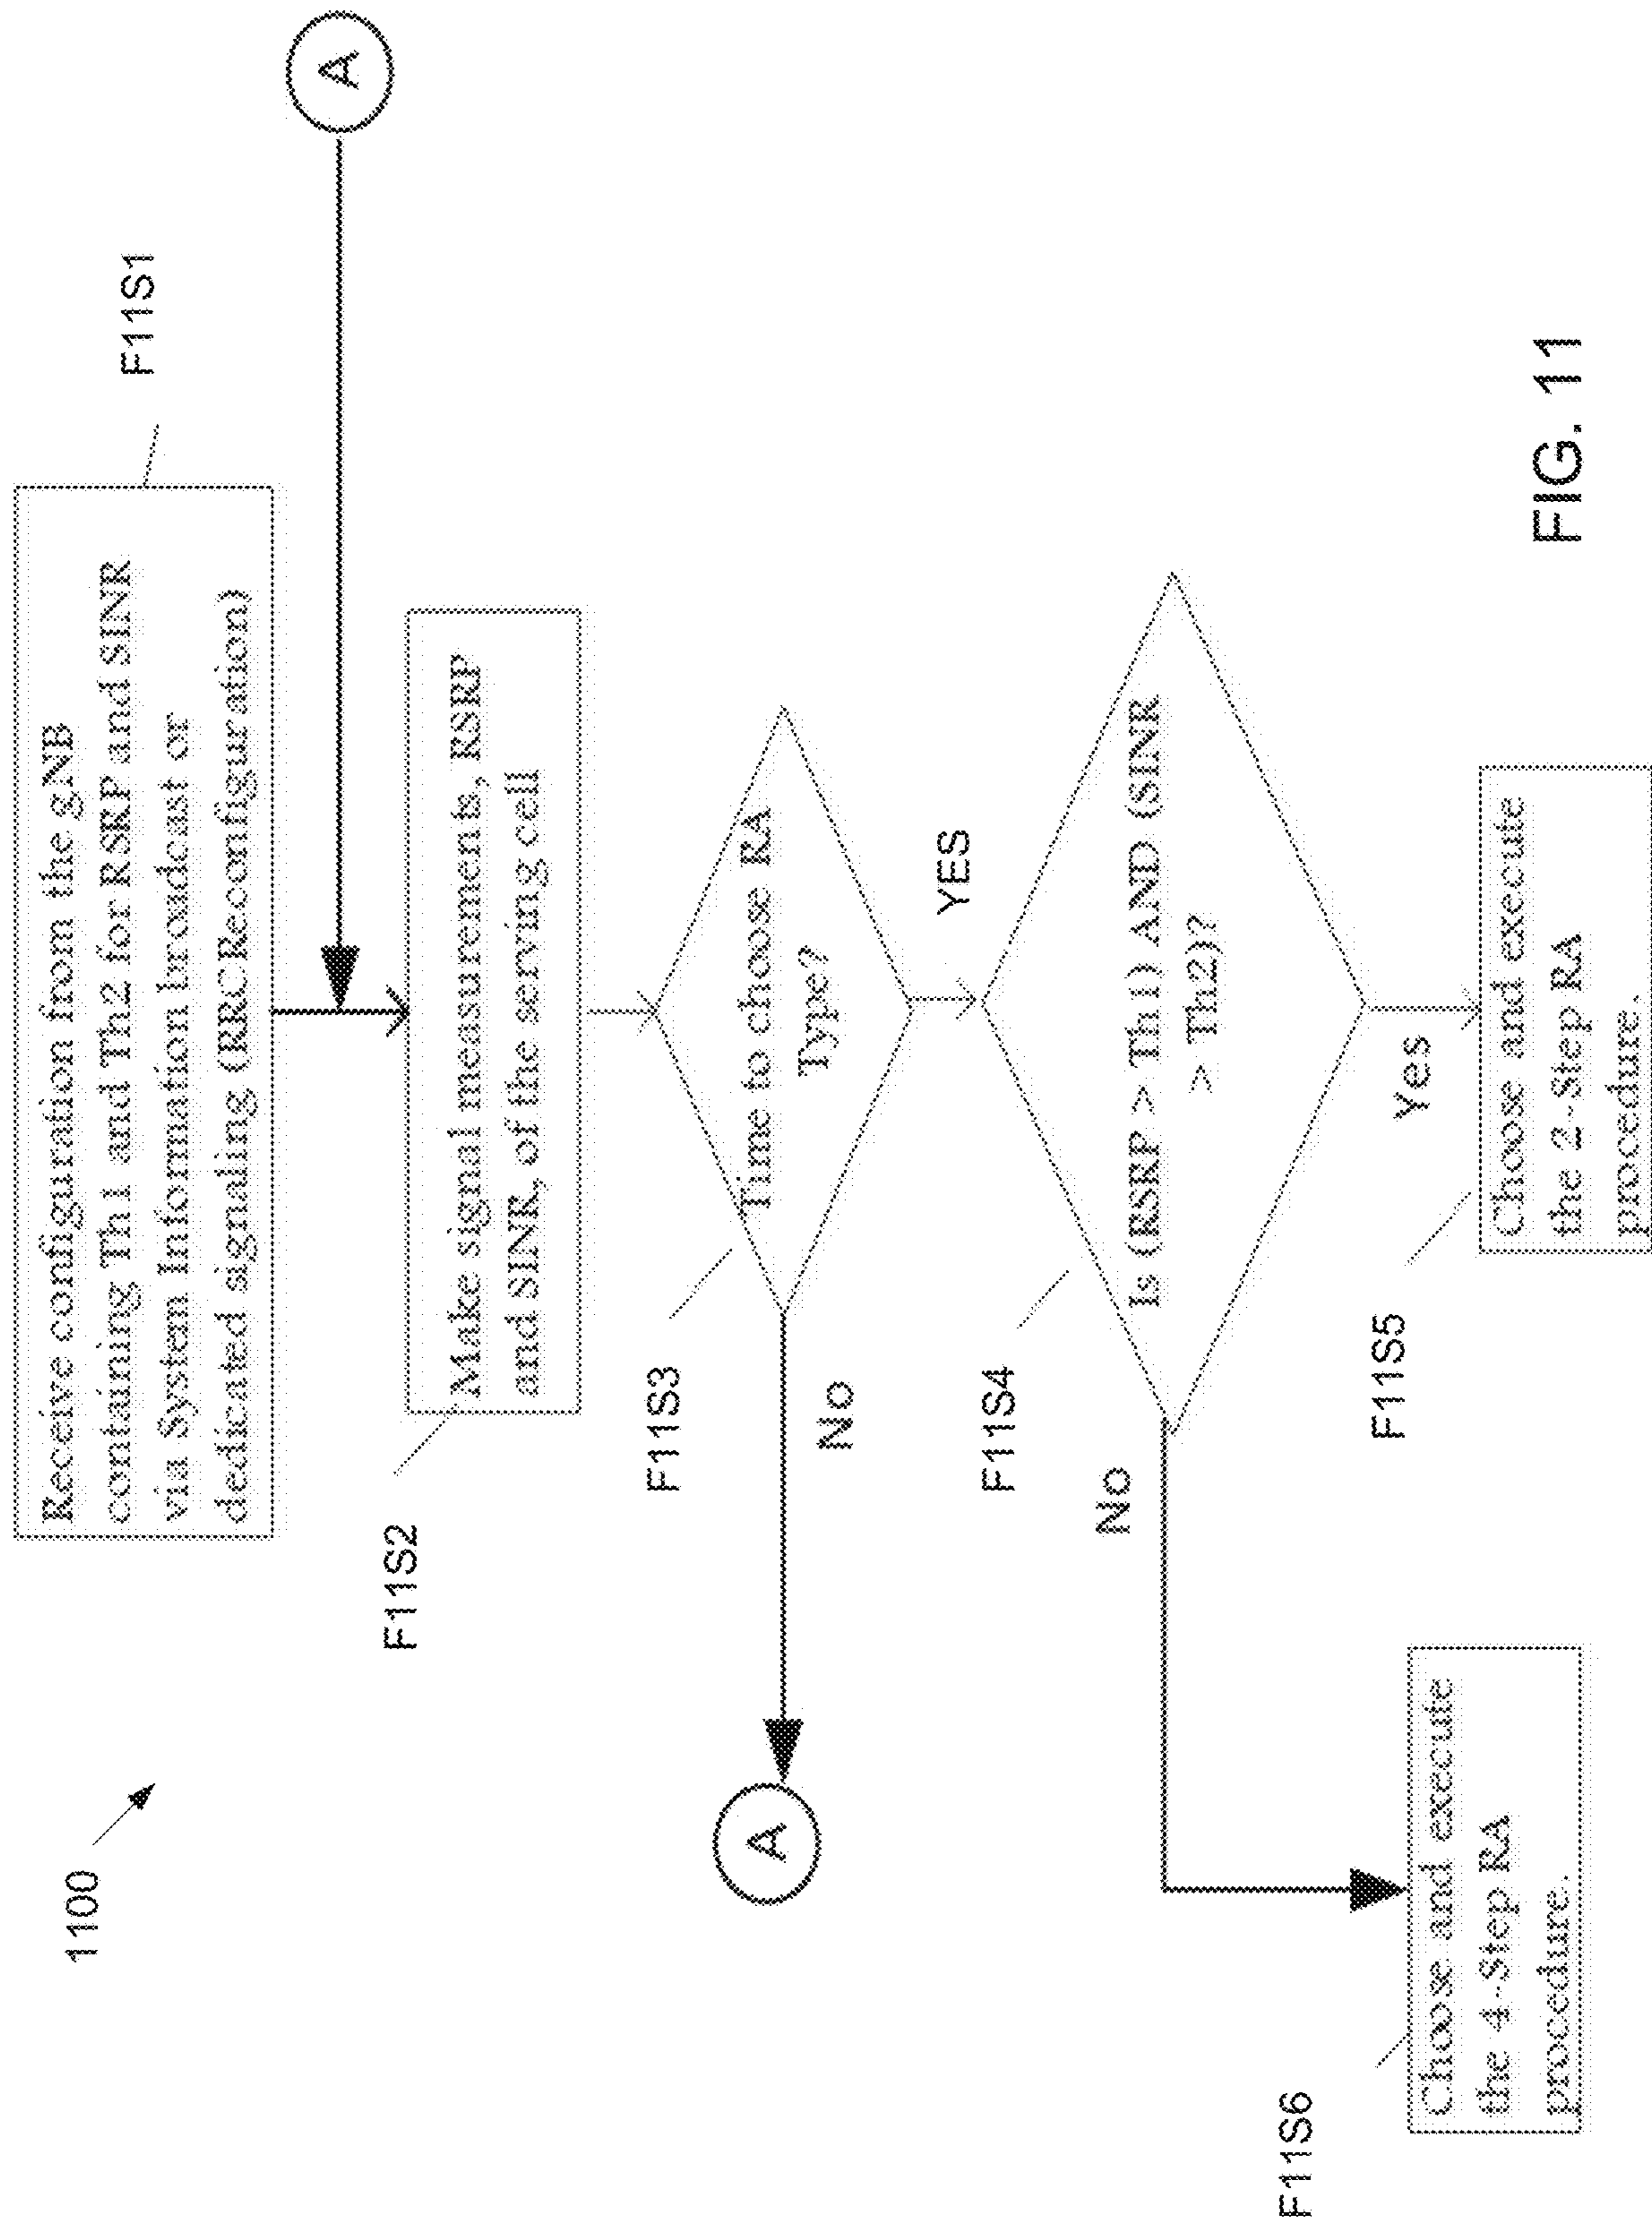 1100
Receive configuration from the gNB
containing Th1 and Th2 for RSRP and SINR
via System Information broadcast or
dedicated signaling (RRCReconfiguration)
F11S1
A
Make signal measurements, RSRP
and SINR, of the serving cell
F11S2
Time to choose RA
Type?
F11S3
No
A
YES
Is (RSRP > Th1) AND (SINR
> Th2)?
F11S4
No
Yes
Choose and execute
the 2-Step RA
procedure.
F11S5
Choose and execute
the 4-Step RA
procedure.
F11S6
FIG. 11